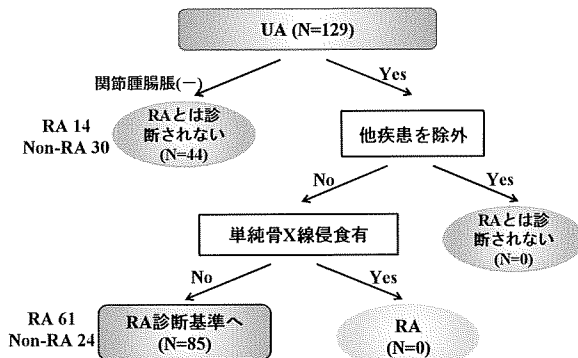 UA (N=129)
関節腫腸脹(－)
Yes
RA 14
Non-RA 30
RAとは診
断されない
(N=44)
他疾患を除外
No
Yes
単純骨X線侵食有
RAとは診
断されない
(N=0)
No
Yes
RA 61
Non-RA 24
RA診断基準へ
(N=85)
RA
(N=0)